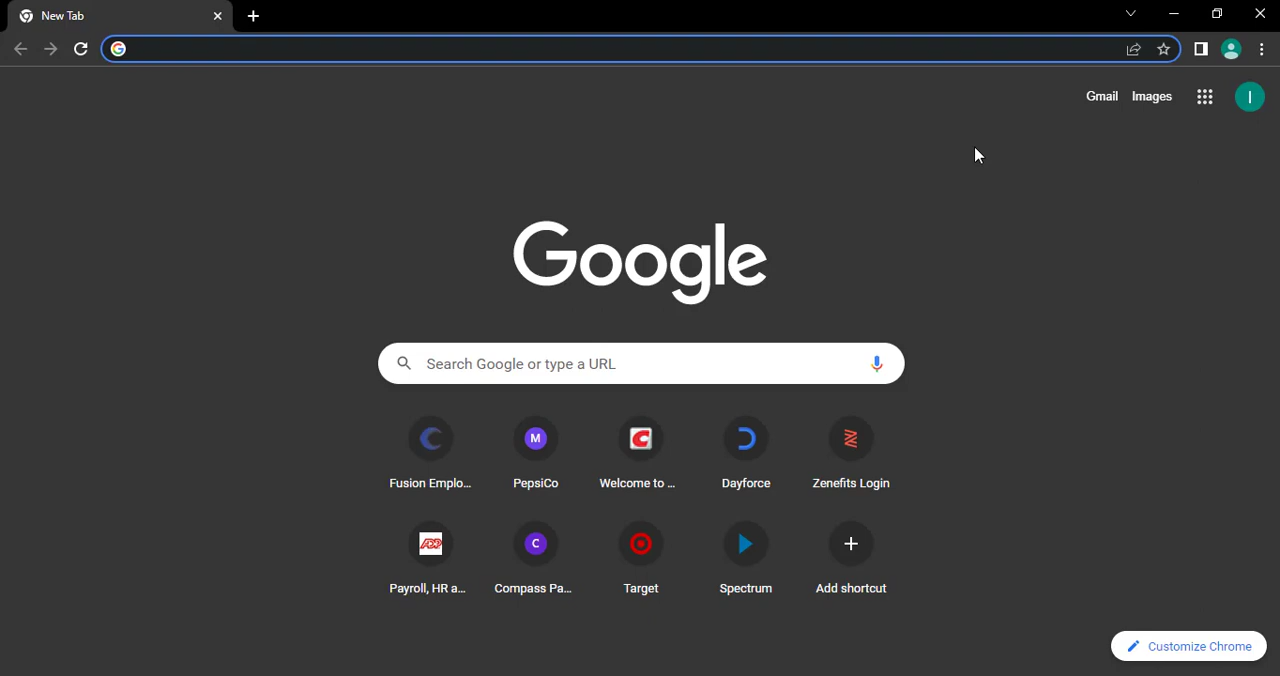 New Tab
Gmail Images I
Google
Search Google or type a URL
M
Fusion Emplo... PepsiCo Welcome to ... Dayforce Zenefits Login
ADP C
Payroll, HR a... Compass Pa... Target Spectrum Add shortcut
Customize Chrome